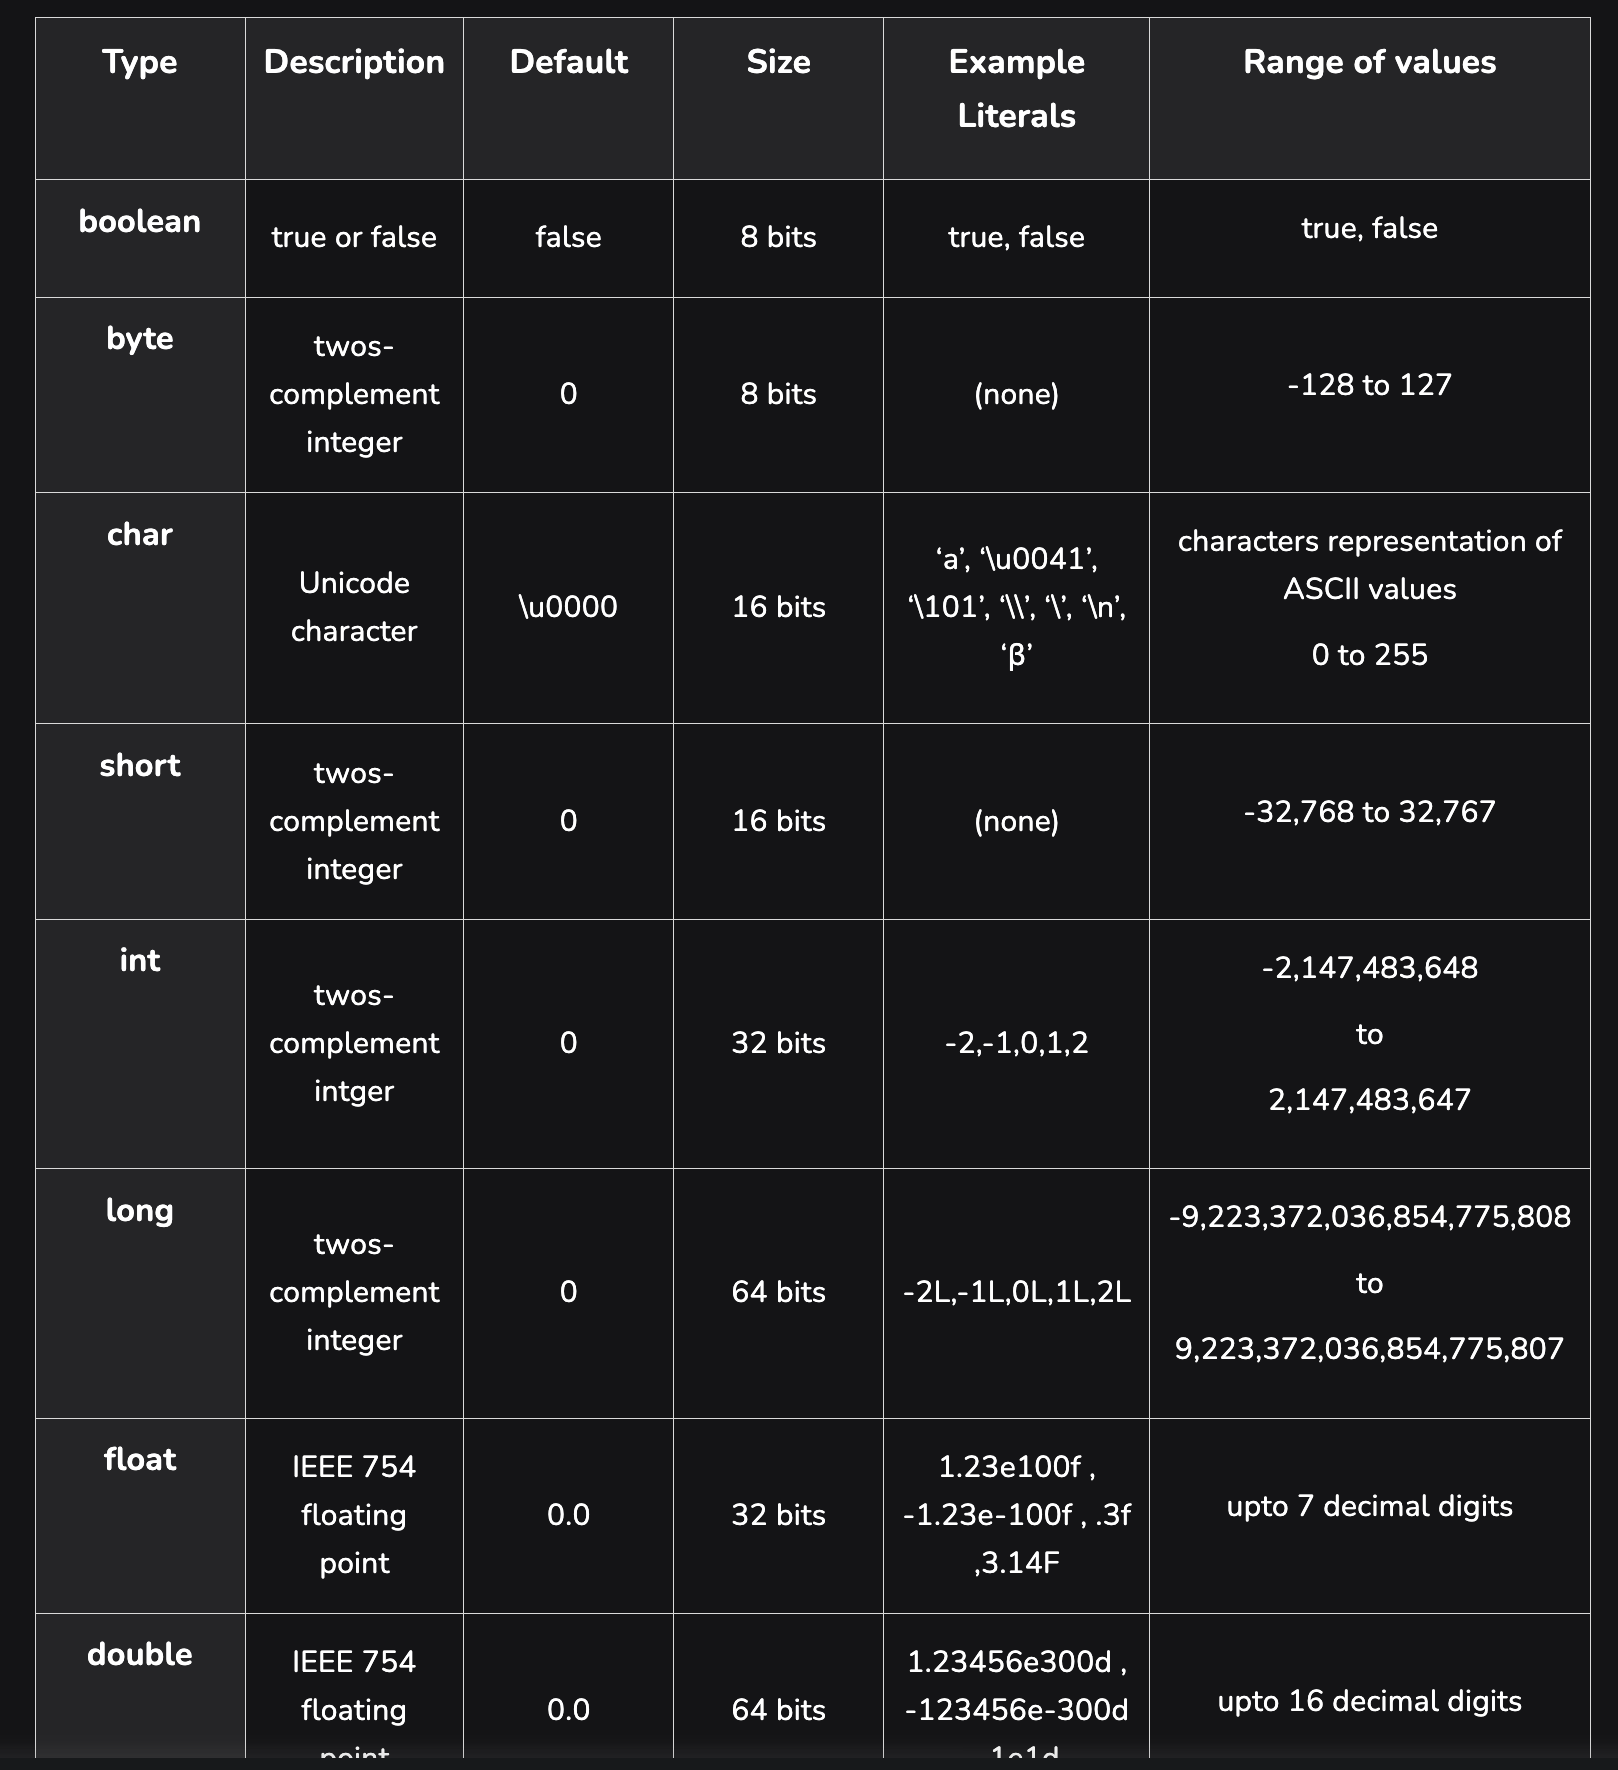 Type Description Default Size Example Literals Range of values
boolean
true or false
false
8 bits
true, false
true, false
byte
twos-
complement
integer
0
8 bits
(none)
-128 to 127
char
Unicode
character
\u0000
16 bits
‘a’, ‘\u0041’,
‘\101’, ‘\\’, ‘\’, ‘\n’,
‘β’
characters representation of
ASCII values
0 to 255
short
twos-
complement
integer
0
16 bits
(none)
-32,768 to 32,767
int
twos-
complement
intger
0
32 bits
-2,-1,0,1,2
-2,147,483,648
to
2,147,483,647
long
twos-
complement
integer
0
64 bits
-2L,-1L,0L,1L,2L
-9,223,372,036,854,775,808
to
9,223,372,036,854,775,807
float
IEEE 754
floating
point
0.0
32 bits
1.23e100f ,
-1.23e-100f , .3f
,3.14F
upto 7 decimal digits
double
IEEE 754
floating
point
0.0
64 bits
1.23456e300d ,
-123456e-300d
1e1d
upto 16 decimal digits